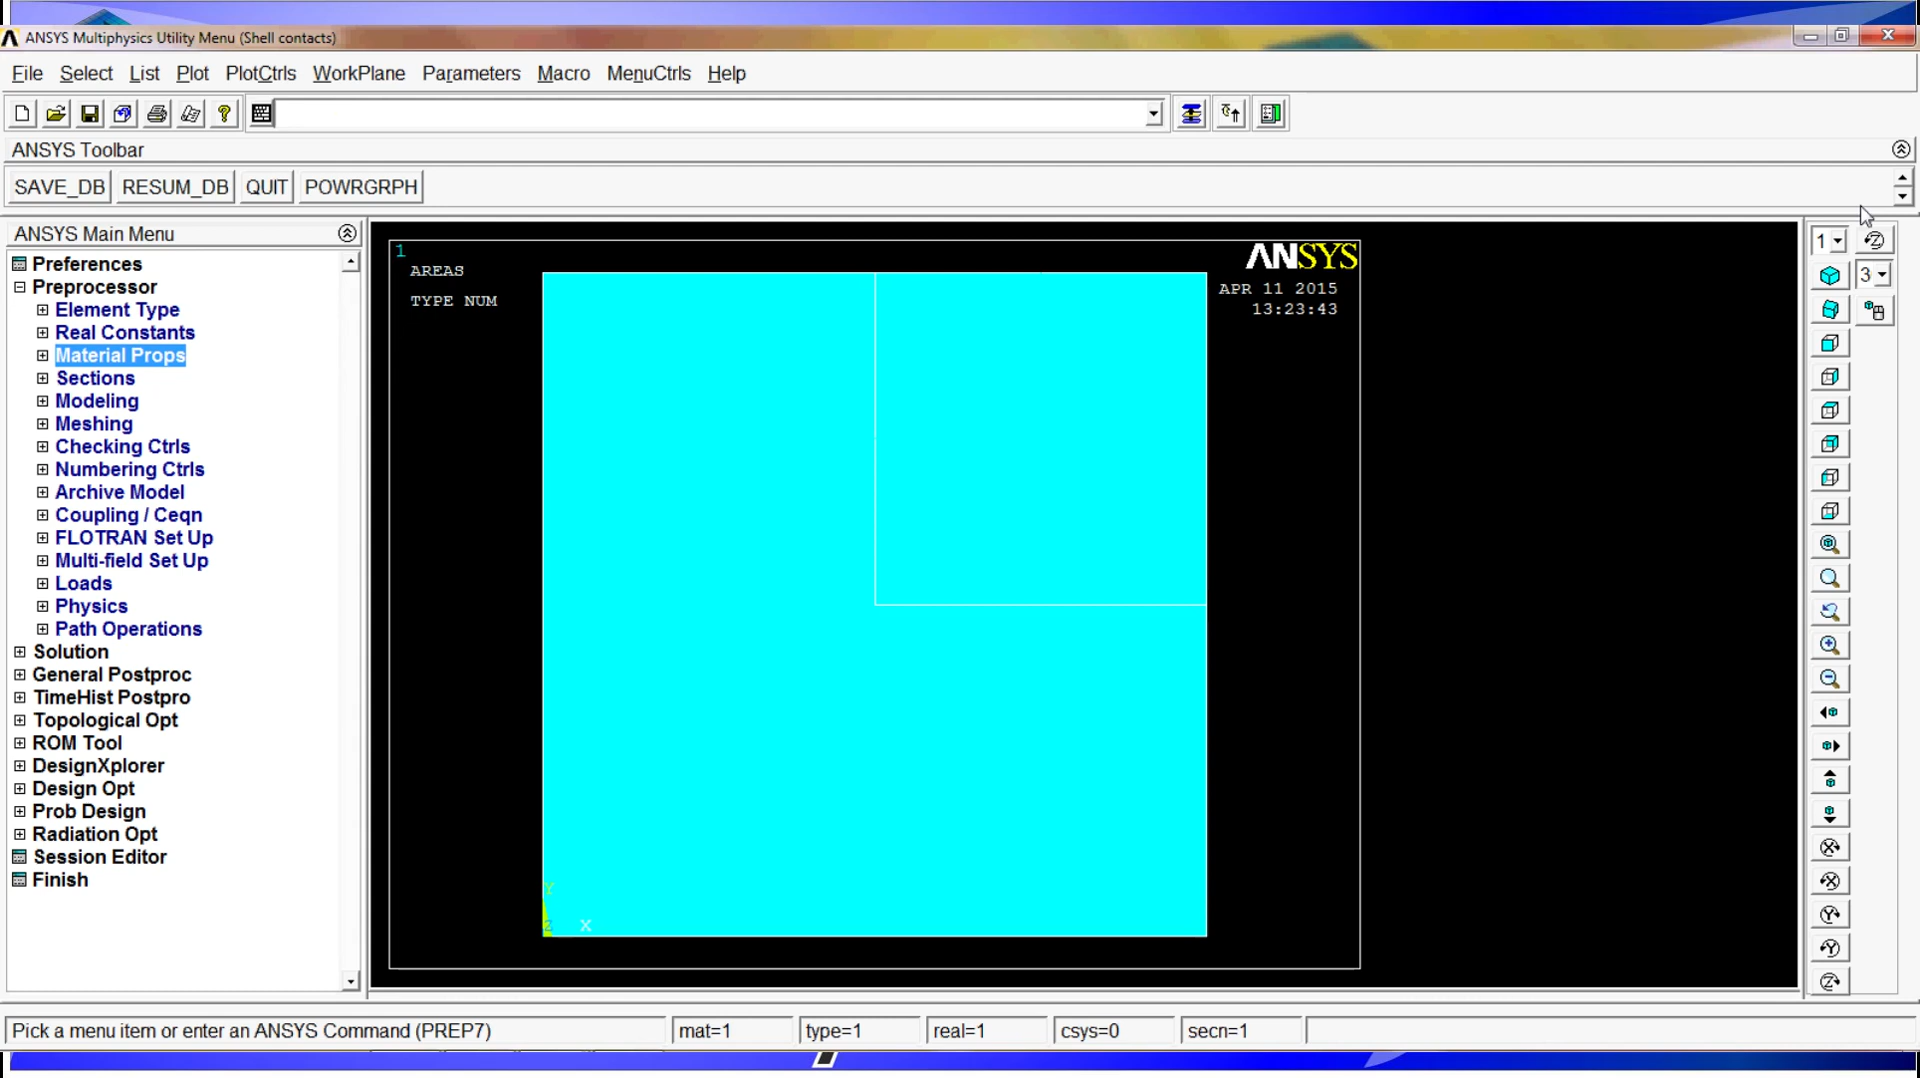 ANSYS Multiphysics Utility Menu (Shell contacts)
File Select List Plot PlotCtrls WorkPlane Parameters Macro MenuCtrls Help
ANSYS Toolbar
SAVE_DB RESUM_DB QUIT POWRGRPH
ANSYS Main Menu
Preferences
Preprocessor
Element Type
Real Constants
Material Props
Sections
Modeling
Meshing
Checking Ctrls
Numbering Ctrls
Archive Model
Coupling / Ceqn
FLOTRAN Set Up
Multi-field Set Up
Loads
Physics
Path Operations
Solution
General Postproc
TimeHist Postpro
Topological Opt
ROM Tool
DesignXplorer
Design Opt
Prob Design
Radiation Opt
Session Editor
Finish
1
AREAS
TYPE NUM
ANSYS
APR 11 2015
13:23:43
Y
Z X
1
3
Pick a menu item or enter an ANSYS Command (PREP7) mat=1 type=1 real=1 csys=0 secn=1